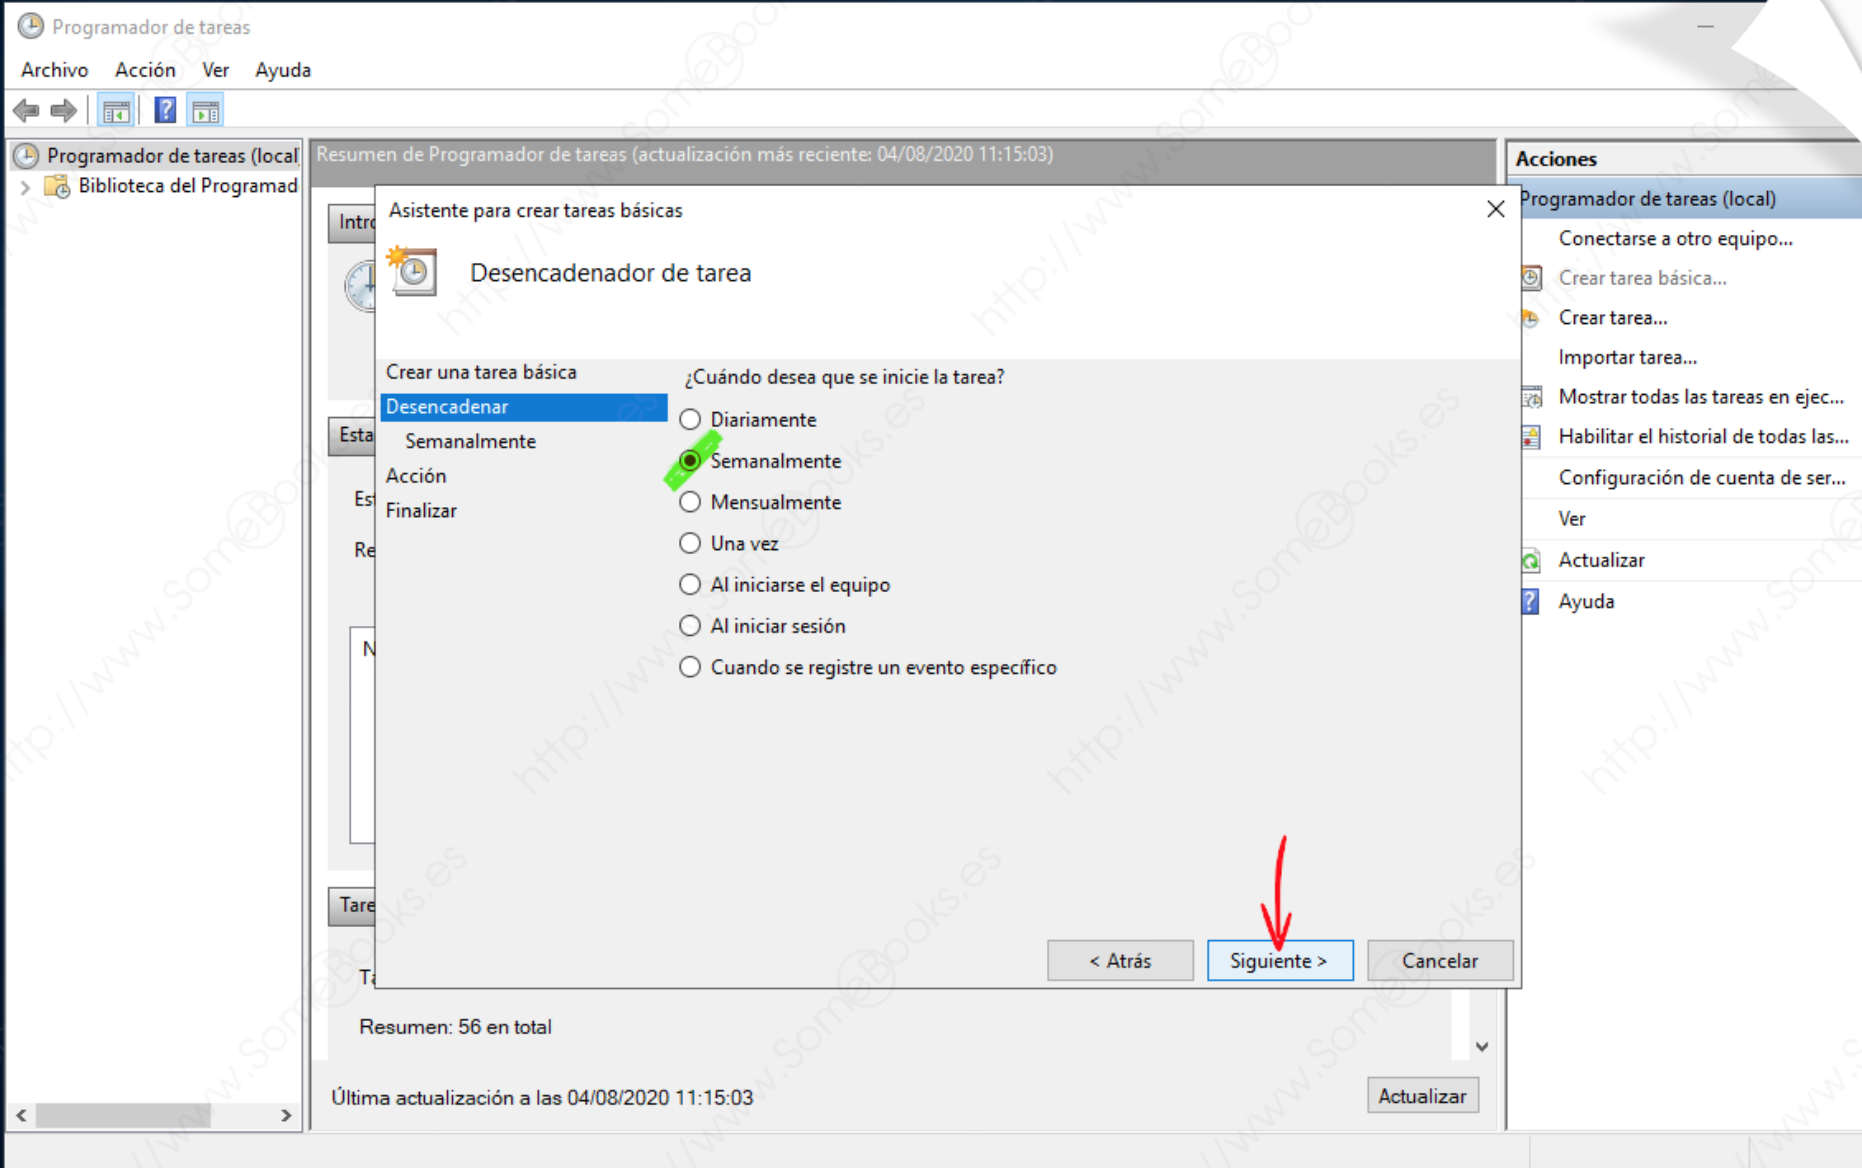 Programador de tareas
Archivo Acción Ver Ayuda
Programador de tareas (local
Biblioteca del Programad
Resumen de Programador de tareas (actualización más reciente: 04/08/2020 11:15:03)
Asistente para crear tareas básicas
Desencadenador de tarea
Crear una tarea básica
Desencadenar
Semanalmente
Acción
Finalizar
¿Cuándo desea que se inicie la tarea?
Diariamente
Semanalmente
Mensualmente
Una vez
Al iniciarse el equipo
Al iniciar sesión
Cuando se registre un evento específico
< Atrás
Siguiente >
Cancelar
Resumen: 56 en total
Última actualización a las 04/08/2020 11:15:03
Actualizar
Acciones
Programador de tareas (local)
Conectarse a otro equipo...
Crear tarea básica...
Crear tarea...
Importar tarea...
Mostrar todas las tareas en ejec...
Habilitar el historial de todas las...
Configuración de cuenta de ser...
Ver
Actualizar
Ayuda
http://www.SomeBooks.es